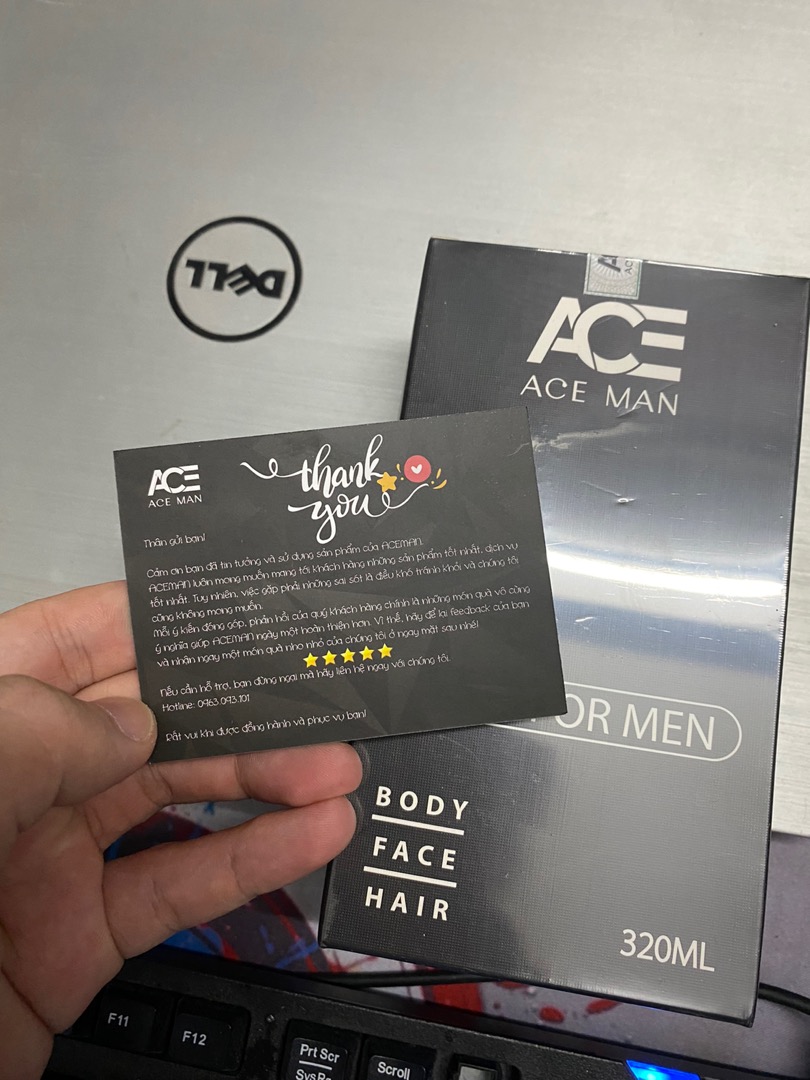 DELL
ACE
ACE MAN
ACE
ACE MAN
thank
you
Thân gửi bạn!
Cảm ơn bạn đã tin tưởng và sử dụng sản phẩm của ACEMAN.
ACEMAN luôn mong muốn mang tới khách hàng những sản phẩm tốt nhất, dịch vụ
tốt nhất. Tuy nhiên, việc gặp phải những sai sót là điều khó tránh khỏi và chúng tôi
cũng không mong muốn.
Mỗi ý kiến đóng góp, phản hồi của quý khách hàng chính là những món quà vô cùng
ý nghĩa giúp ACEMAN ngày một hoàn thiện hơn. Vì thế, hãy để lại feedback của bạn
và nhận ngay một món quà nho nhỏ của chúng tôi ở ngay mặt sau nhé!
Nếu cần hỗ trợ, bạn đừng ngại mà hãy liên hệ ngay với chúng tôi.
Hotline: 0963.093.101
Rất vui khi được đồng hành và phục vụ bạn!
FOR MEN
BODY
FACE
HAIR
320ML
F11
F12
Prt Scr
Scroll